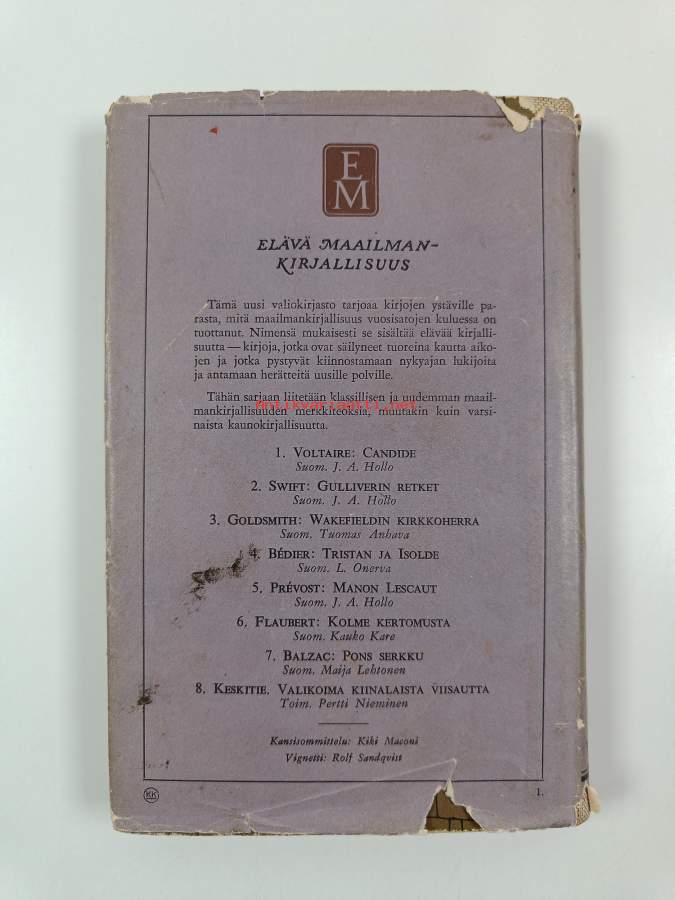 E
M
ELÄVÄ MAAILMAN-
KIRJALLISUUS
Tämä uusi valiokirjasto tarjoaa kirjojen ystäville pa-
rasta, mitä maailmankirjallisuus vuosisatojen kuluessa on
tuottanut. Nimensä mukaisesti se sisältää elävää kirjalli-
suutta — kirjoja, jotka ovat säilyneet tuoreina kautta aiko-
jen ja jotka pystyvät kiinnostamaan nykyajan lukijoita
ja antamaan herätteitä uusille polville.
Tähän sarjaan liitetään klassillisen ja uudemman maail-
mankirjallisuuden merkkiteoksia, muutakin kuin varsi-
antikvariaatti.net
naista kaunokirjallisuutta.
1. VOLTAIRE: CANDIDE
Suom. J. A. Hollo
2. SWIFT: GULLIVERIN RETKET
Suom. J. A. Hollo
3. GOLDSMITH: WAKEFIELDIN KIRKKOHERRA
Suom. Tuomas Anhava
4. BÉDIER: TRISTAN JA ISOLDE
Suom. L. Onerva
5. PRÉVOST: MANON LESCAUT
Suom. J. A. Hollo
6. FLAUBERT: KOLME KERTOMUSTA
Suom. Kauko Kare
7. BALZAC: PONS SERKKU
Suom. Maija Lehtonen
8. KESKITIE. VALIKOIMA KIINALAISTA VIISAUTTA
Toim. Pertti Nieminen
Kansisommittelu: Kiki Maconi
Vignetti: Rolf Sandqvist
KK
1.